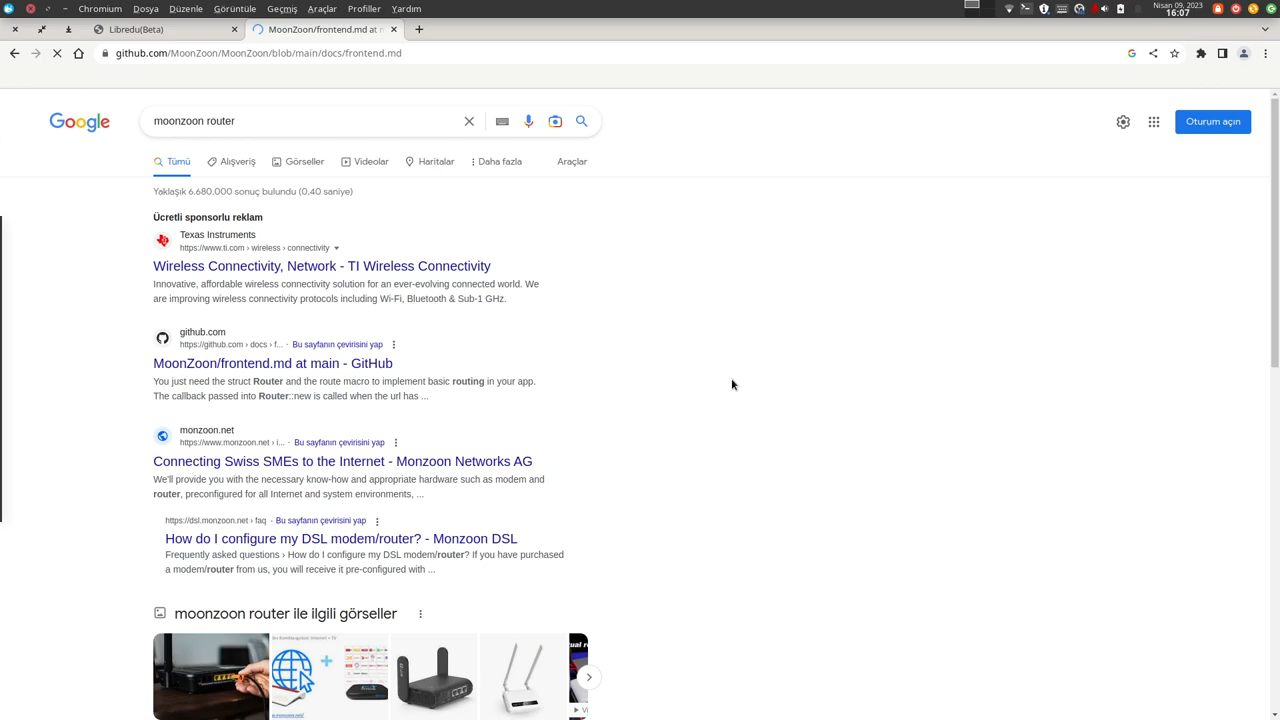 Chromium Dosya Düzenle Görüntüle Geçmiş Araçlar Profiller Yardım
Nisan 09, 2023
16:07
Libredu(Beta)
MoonZoon/frontend.md at m
github.com/MoonZoon/MoonZoon/blob/main/docs/frontend.md
Google
moonzoon router
Oturum açın
Tümü
Alışveriş
Görseller
Videolar
Haritalar
Daha fazla
Araçlar
Yaklaşık 6.680.000 sonuç bulundu (0,40 saniye)
Ücretli sponsorlu reklam
Texas Instruments
https://www.ti.com › wireless › connectivity
Wireless Connectivity, Network - TI Wireless Connectivity
Innovative, affordable wireless connectivity solution for an ever-evolving connected world. We
are improving wireless connectivity protocols including Wi-Fi, Bluetooth & Sub-1 GHz.
github.com
https://github.com › docs › f... · Bu sayfanın çevirisini yap
MoonZoon/frontend.md at main - GitHub
You just need the struct Router and the route macro to implement basic routing in your app.
The callback passed into Router::new is called when the url has ...
monzoon.net
https://www.monzoon.net › i... · Bu sayfanın çevirisini yap
Connecting Swiss SMEs to the Internet - Monzoon Networks AG
We'll provide you with the necessary know-how and appropriate hardware such as modem and
router, preconfigured for all Internet and system environments, ...
https://dsl.monzoon.net › faq · Bu sayfanın çevirisini yap
How do I configure my DSL modem/router? - Monzoon DSL
Frequently asked questions › How do I configure my DSL modem/router? If you have purchased
a modem/router from us, you will receive it pre-configured with ...
moonzoon router ile ilgili görseller